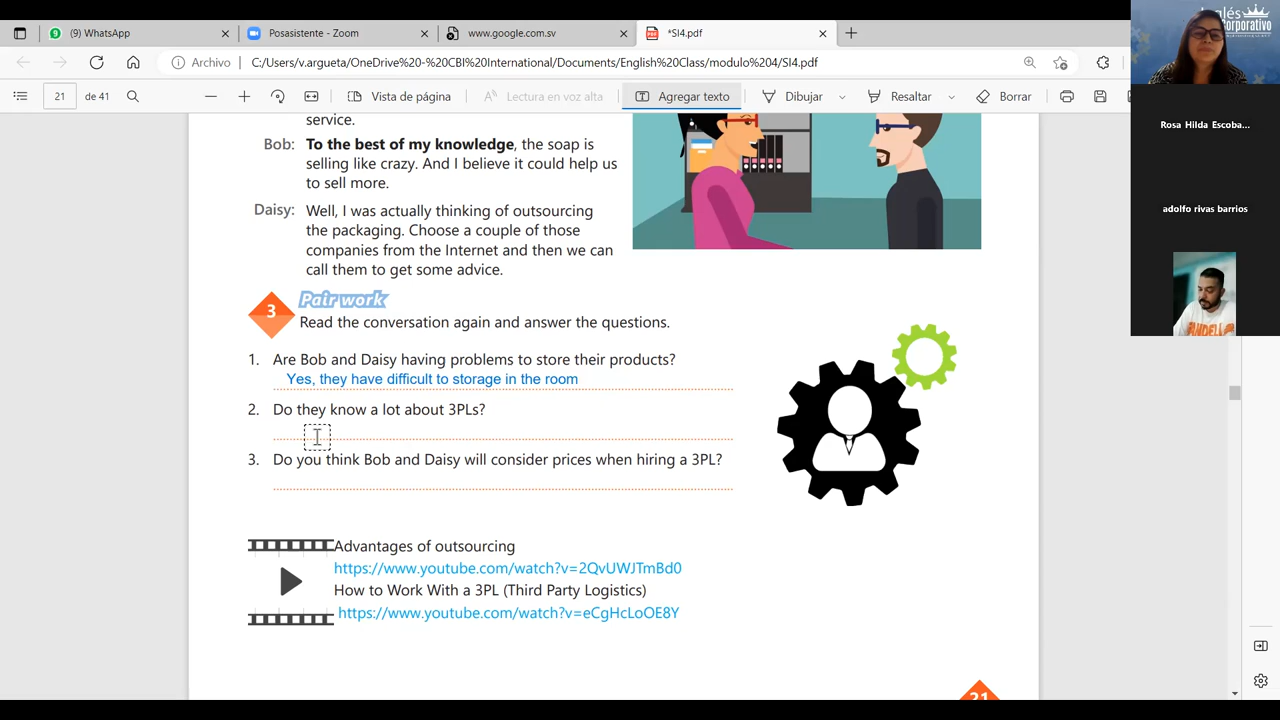 (9) WhatsApp
Posasistente - Zoom
www.google.com.sv
*SI4.pdf
Archivo
C:/Users/v.argueta/OneDrive%20-%20CBI%20International/Documents/English%20Class/modulo%204/SI4.pdf
21 de 41
Vista de página
Lectura en voz alta
Agregar texto
Dibujar
Resaltar
Borrar
Inglés
Corporativo
Rosa Hilda Escoba...
adolfo rivas barrios
service.
Bob: To the best of my knowledge, the soap is
selling like crazy. And I believe it could help us
to sell more.
Daisy: Well, I was actually thinking of outsourcing
the packaging. Choose a couple of those
companies from the Internet and then we can
call them to get some advice.
3 Pair work
Read the conversation again and answer the questions.
1. Are Bob and Daisy having problems to store their products?
Yes, they have difficult to storage in the room
2. Do they know a lot about 3PLs?
3. Do you think Bob and Daisy will consider prices when hiring a 3PL?
Advantages of outsourcing
https://www.youtube.com/watch?v=2QvUWJTmBd0
How to Work With a 3PL (Third Party Logistics)
https://www.youtube.com/watch?v=eCgHcLoOE8Y
21